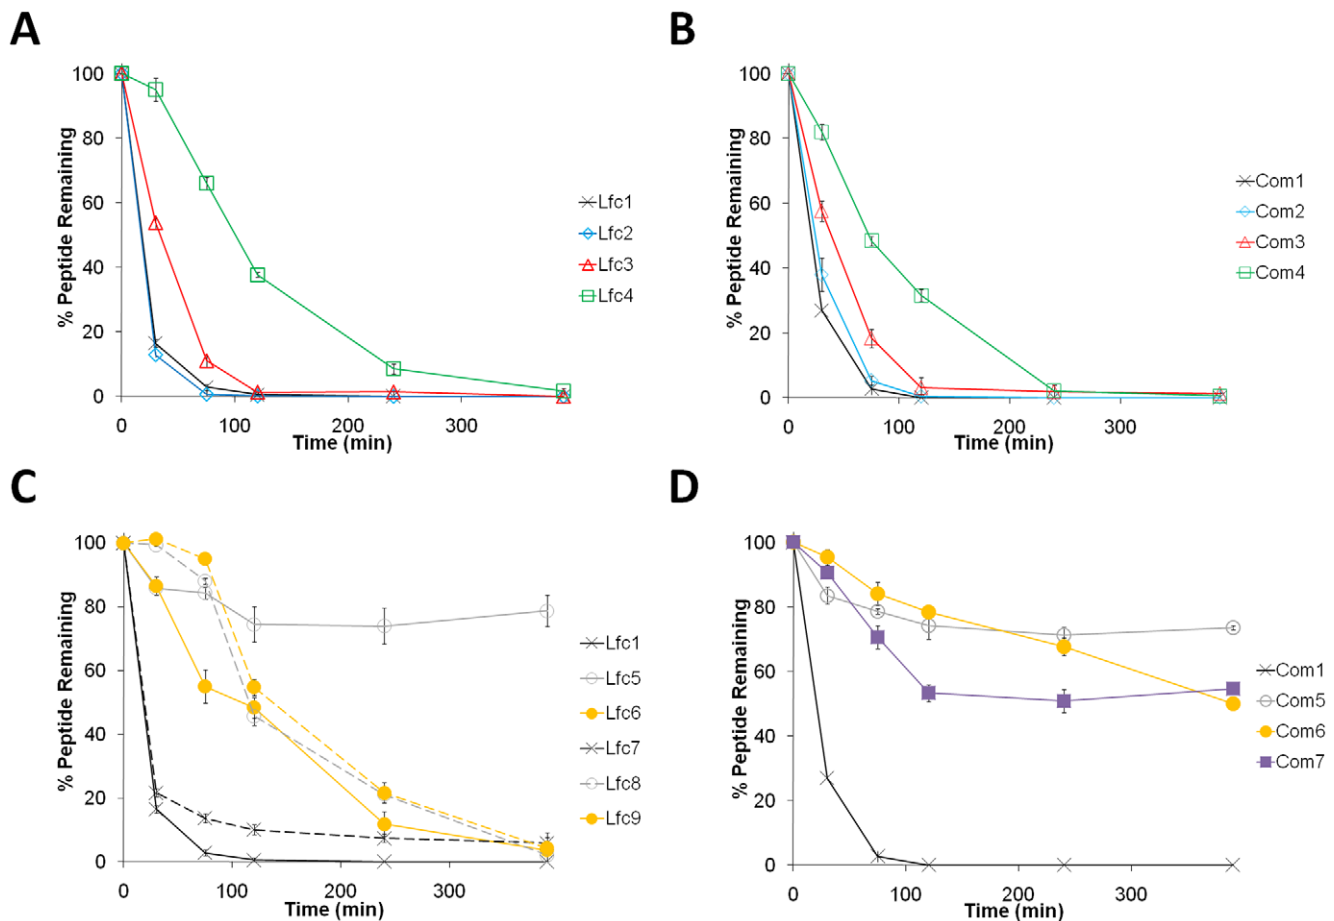 A
% Peptide Remaining
100
80
60
40
20
0
0
100
200
300
Time (min)
Lfc1
Lfc2
Lfc3
Lfc4
B
% Peptide Remaining
100
80
60
40
20
0
0
100
200
300
Time (min)
Com1
Com2
Com3
Com4
C
% Peptide Remaining
100
80
60
40
20
0
0
100
200
300
Time (min)
Lfc1
Lfc5
Lfc6
Lfc7
Lfc8
Lfc9
D
% Peptide Remaining
100
80
60
40
20
0
0
100
200
300
Time (min)
Com1
Com5
Com6
Com7